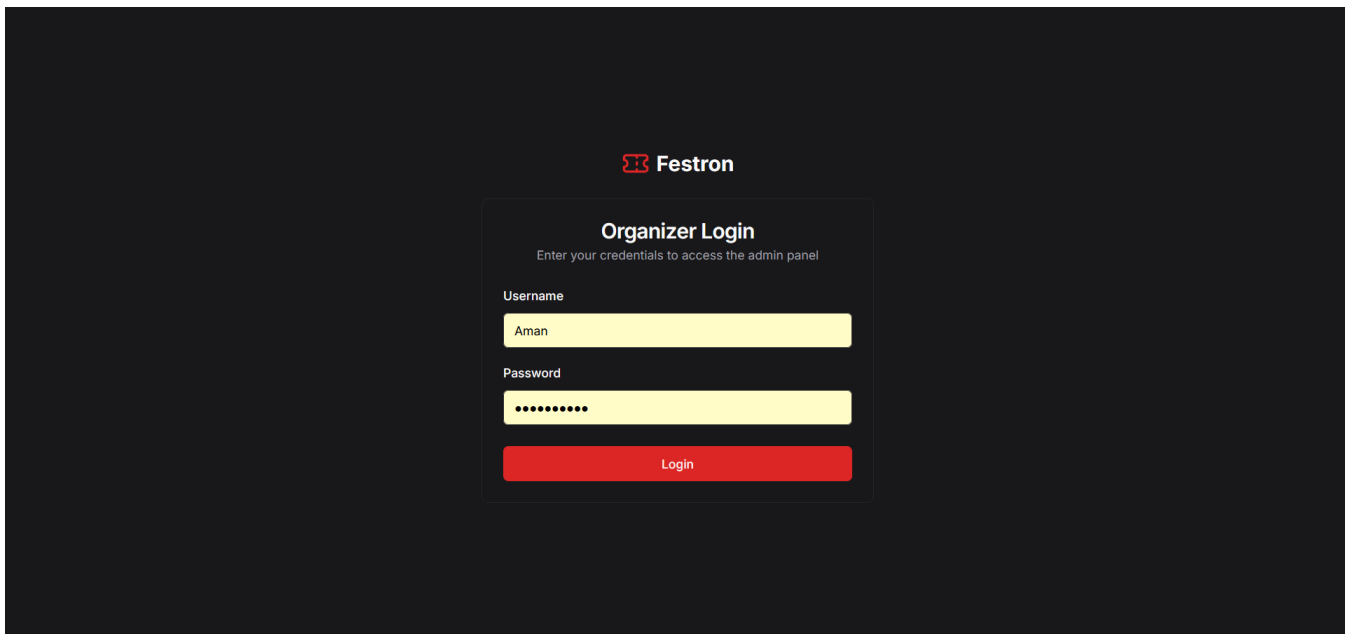 Festron
Organizer Login
Enter your credentials to access the admin panel
Username
Aman
Password
••••••••••
Login